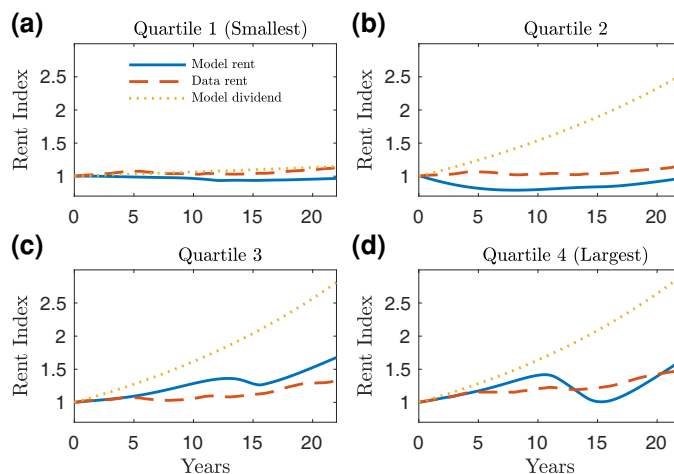 (a)
Quartile 1 (Smallest)
Rent Index
2.5
2
1.5
1
0
5
10
15
20
Model rent
Data rent
Model dividend
(b)
Quartile 2
Rent Index
2.5
2
1.5
1
0
5
10
15
20
(c)
Quartile 3
Rent Index
2.5
2
1.5
1
0
5
10
15
20
Years
(d)
Quartile 4 (Largest)
Rent Index
2.5
2
1.5
1
0
5
10
15
20
Years